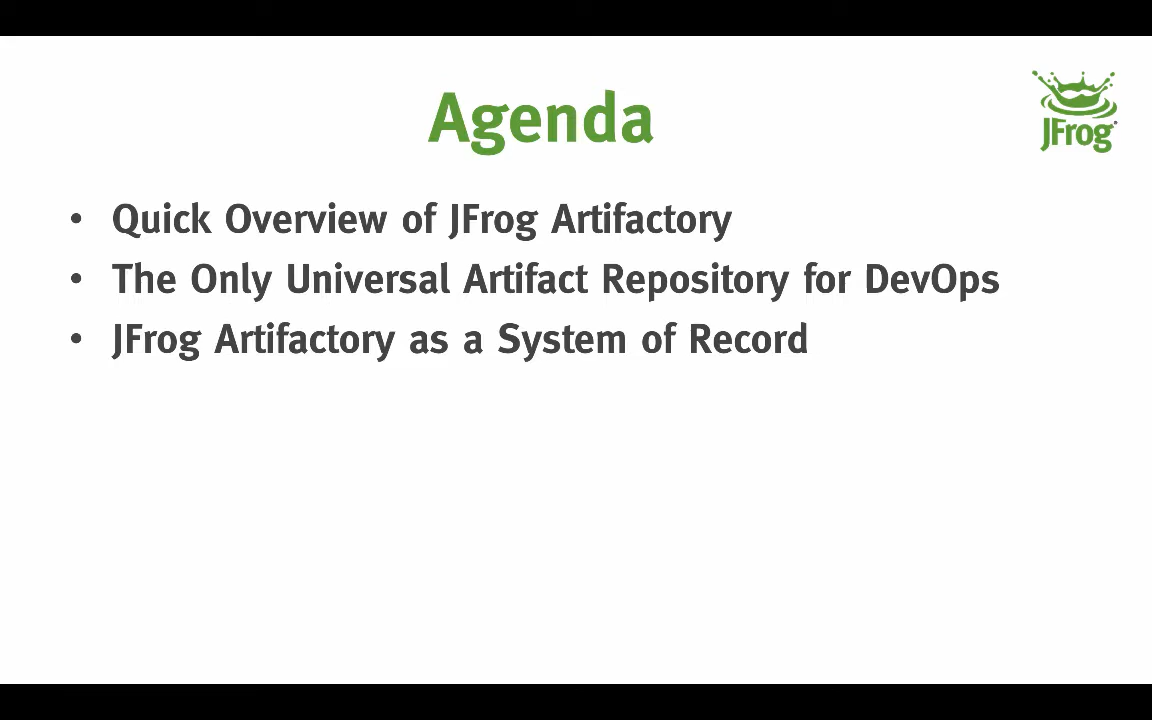 Agenda
JFrog
• Quick Overview of JFrog Artifactory
• The Only Universal Artifact Repository for DevOps
• JFrog Artifactory as a System of Record